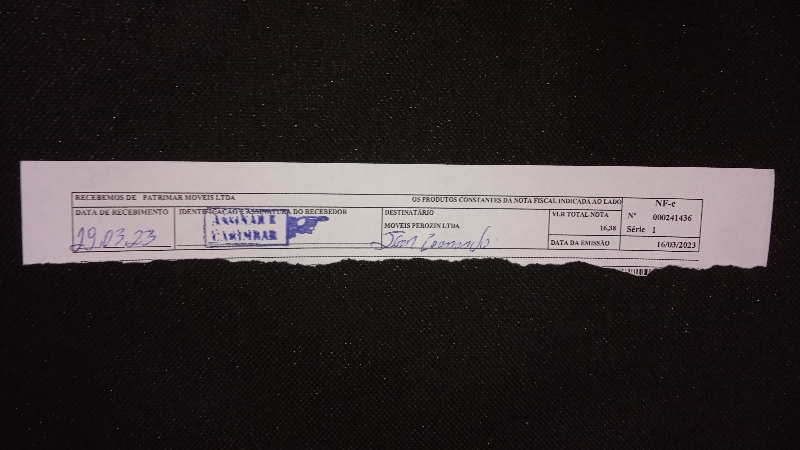 RECEBEMOS DE PATRIMAR MOVEIS LTDA OS PRODUTOS CONSTANTES DA NOTA FISCAL INDICADA AO LADO
NF-e
DATA DE RECEBIMENTO IDENTIFICAÇÃO E ASSINATURA DO RECEBEDOR DESTINATÁRIO VLR TOTAL NOTA
Nº 000241436
ASSINAR E
CARIMBAR
MOVEIS PEROZIN LTDA
16,38
Série 1
29.03.23
DATA DA EMISSÃO 16/03/2023